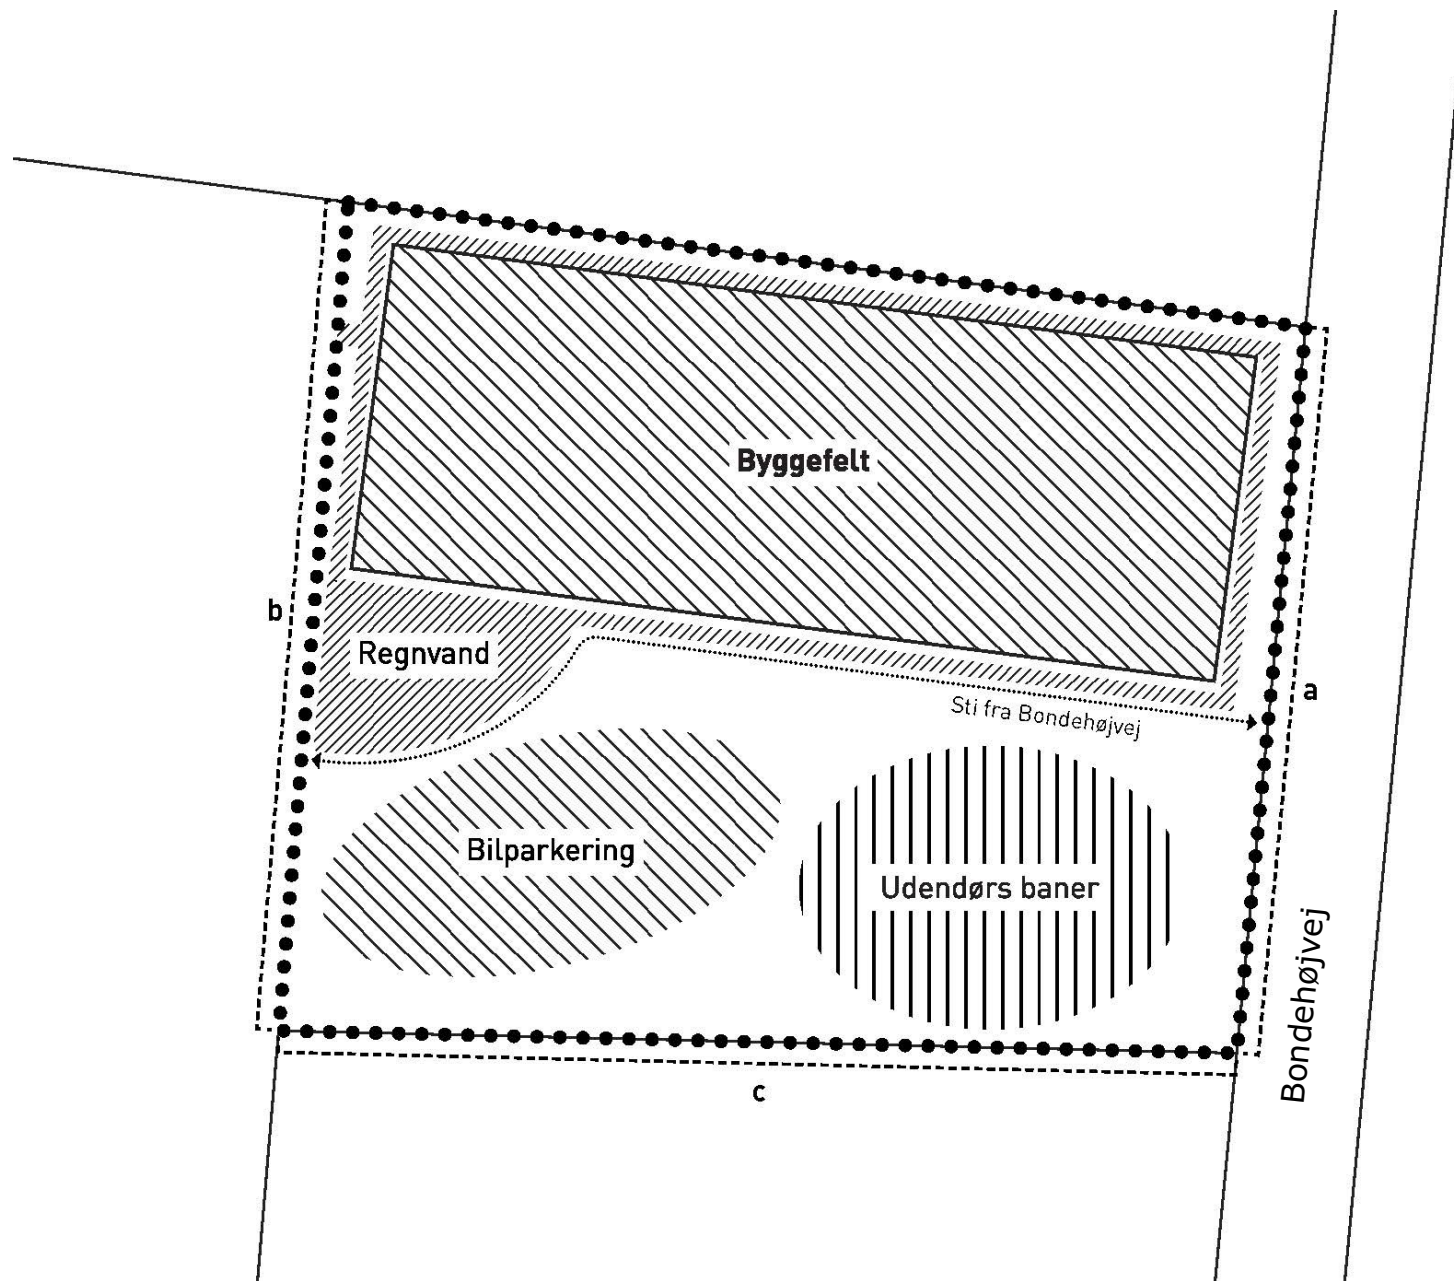 Byggefelt
b
Regnvand
a
Sti fra Bondehøjvej
Bilparkering
Udendørs baner
Bondehøjvej
c